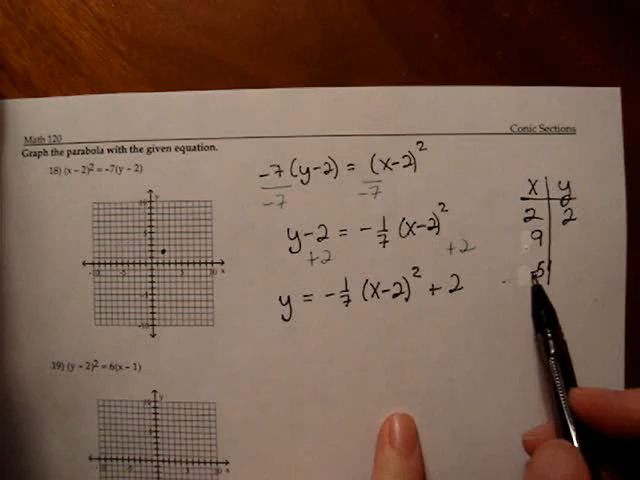 Math 120
Conic Sections
Graph the parabola with the given equation.
18) (x – 2)² = –7(y – 2)
-7(y-2) = (x-2)²
-7 -7
y-2 = -1/7 (x-2)²
+2 +2
y = -1/7 (x-2)² + 2
x y
2 2
9
19) (y – 2)² = 6(x – 1)